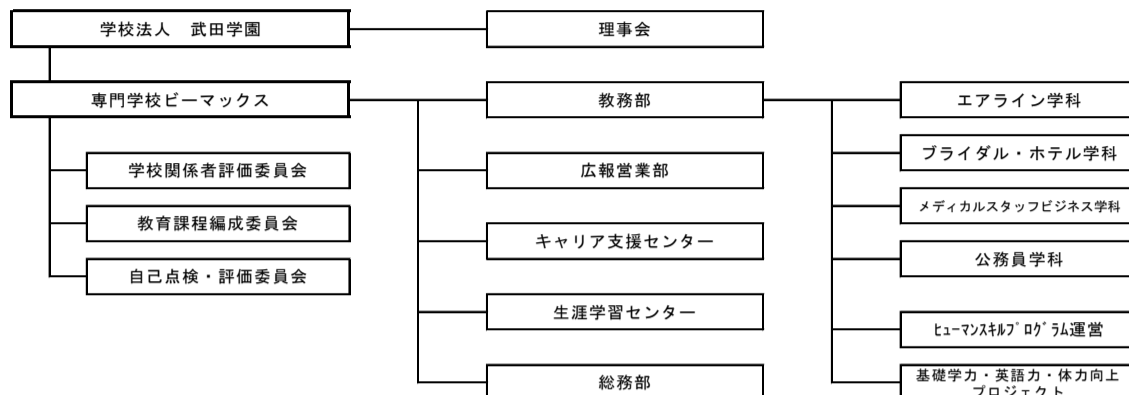 学校法人　武田学園
理事会
専門学校ビーマックス
教務部
エアライン学科
学校関係者評価委員会
広報営業部
ブライダル・ホテル学科
教育課程編成委員会
キャリア支援センター
メディカルスタッフビジネス学科
自己点検・評価委員会
生涯学習センター
公務員学科
総務部
ﾋｭｰﾏﾝｽｷﾙﾌﾟﾛｸﾞﾗﾑ運営
基礎学力・英語力・体力向上
プロジェクト